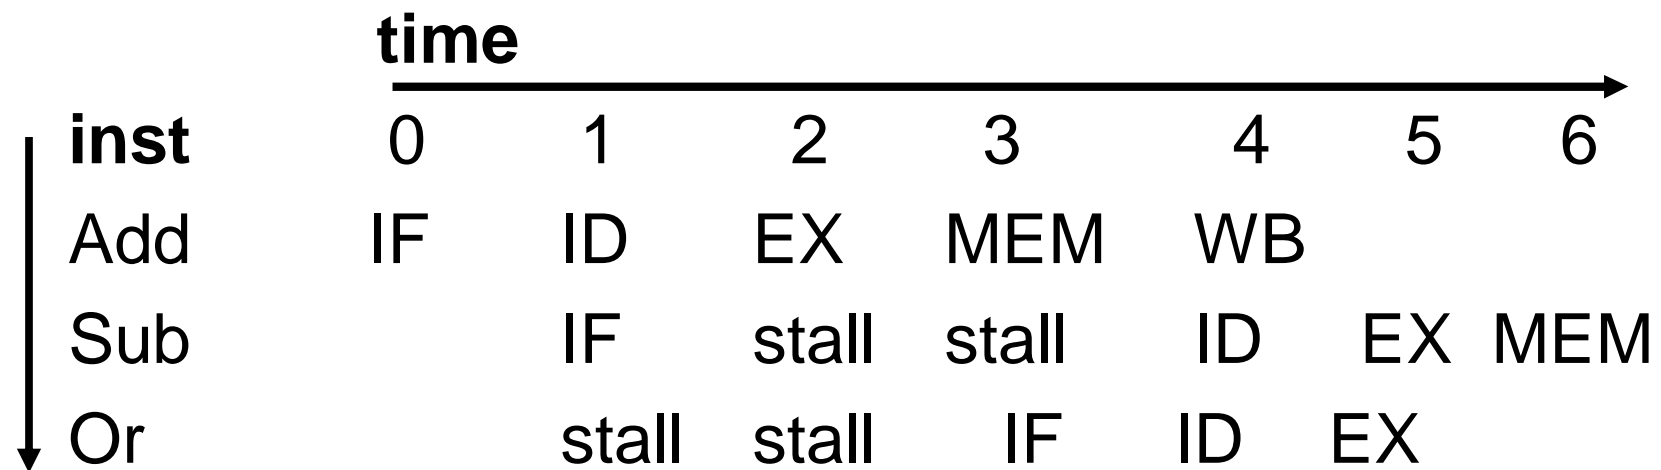 time
inst 0 1 2 3 4 5 6
Add IF ID EX MEM WB
Sub IF stall stall ID EX MEM
Or stall stall IF ID EX